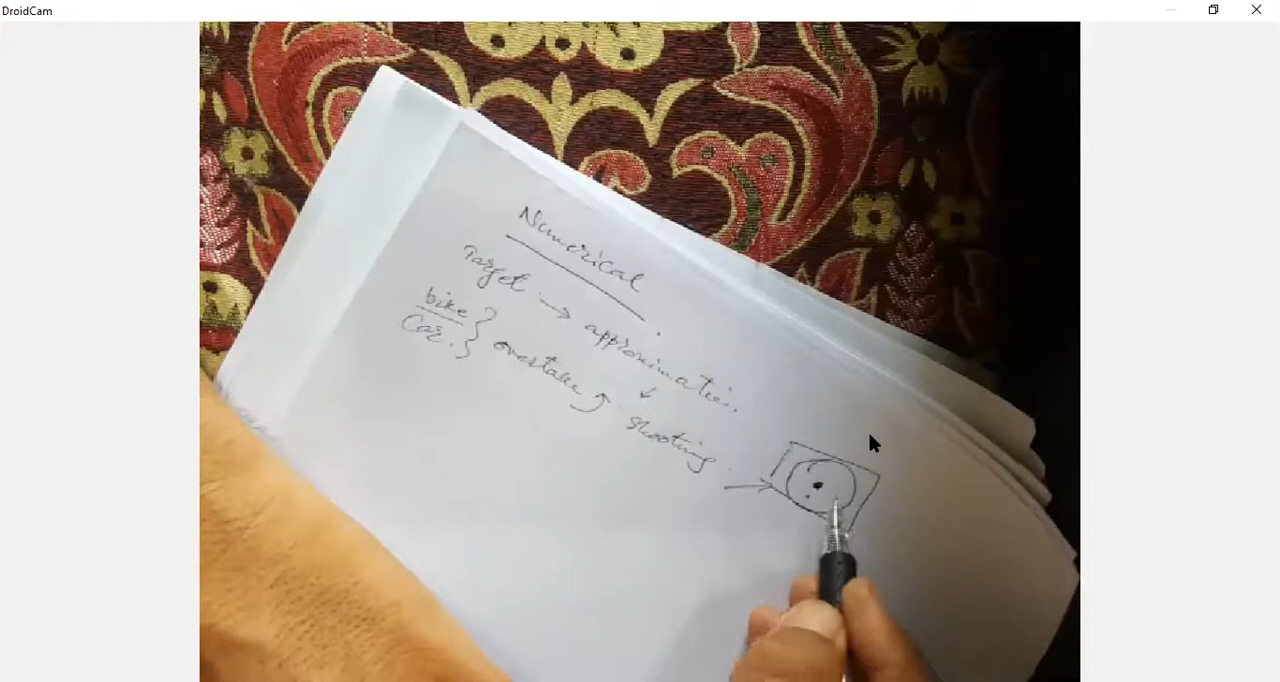 DroidCam
Numerical
Target → approximation.
bike
Car. } overtake ↓
shooting.